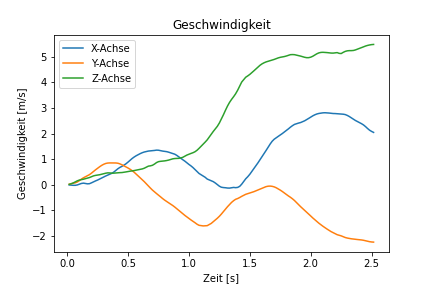 Geschwindigkeit
X-Achse
Y-Achse
Z-Achse
Geschwindigkeit [m/s]
5
4
3
2
1
0
−1
−2
0.0 0.5 1.0 1.5 2.0 2.5
Zeit [s]